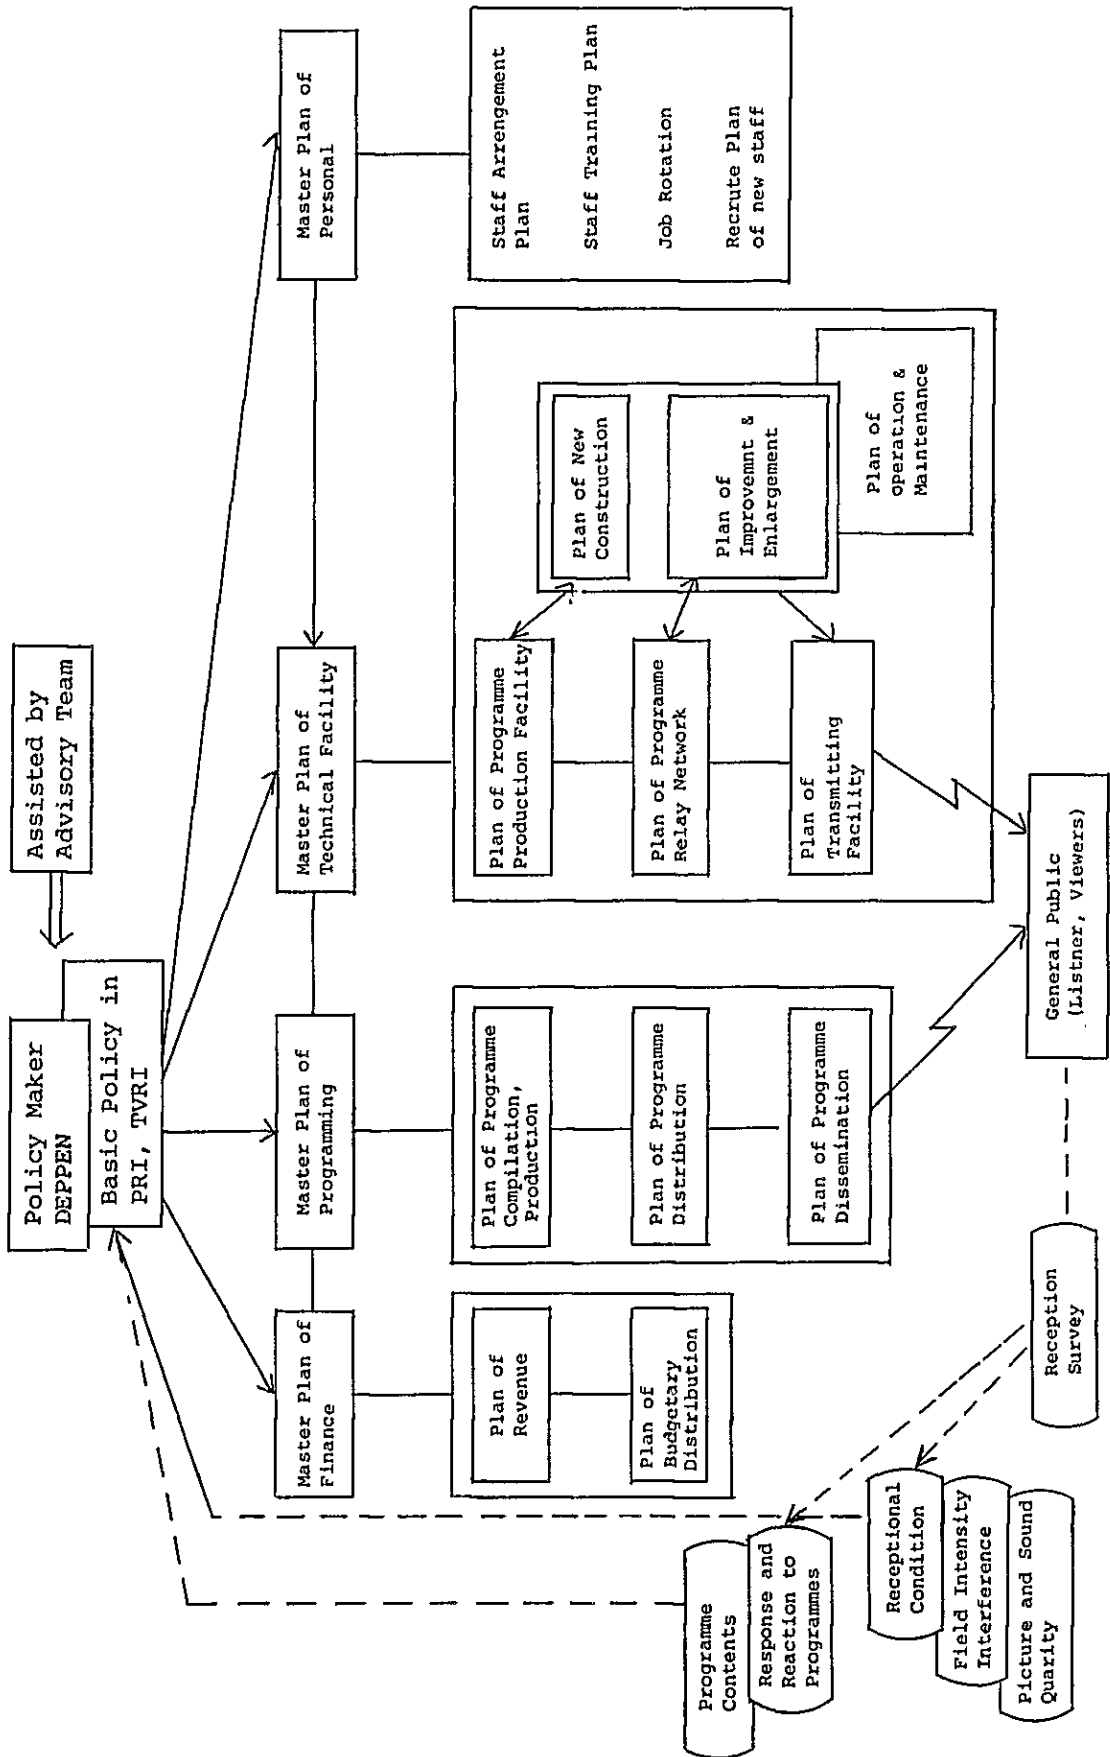 Assisted by
Advisory Team
Policy Maker
DEPPEN
Basic Policy in
PRI, TVRI
Master Plan of
Finance
Master Plan of
Programming
Master Plan of
Technical Facility
Master Plan of
Personal
Plan of
Revenue
Plan of
Budgetary
Distribution
Plan of Programme
Compilation,
Production
Plan of Programme
Distribution
Plan of Programme
Dissemination
Plan of Programme
Production Facility
Plan of Programme
Relay Network
Plan of
Transmitting
Facility
Plan of New
Construction
Plan of
Improvemnt &
Enlargement
Plan of
operation &
Maintenance
Staff Arrengement
Plan
Staff Training Plan
Job Rotation
Recrute Plan
of new staff
General Public
(Listner, Viewers)
Reception
Survey
Programme
Contents
Response and
Reaction to
Programmes
Receptional
Condition
Field Intensity
Interference
Picture and Sound
Quarity